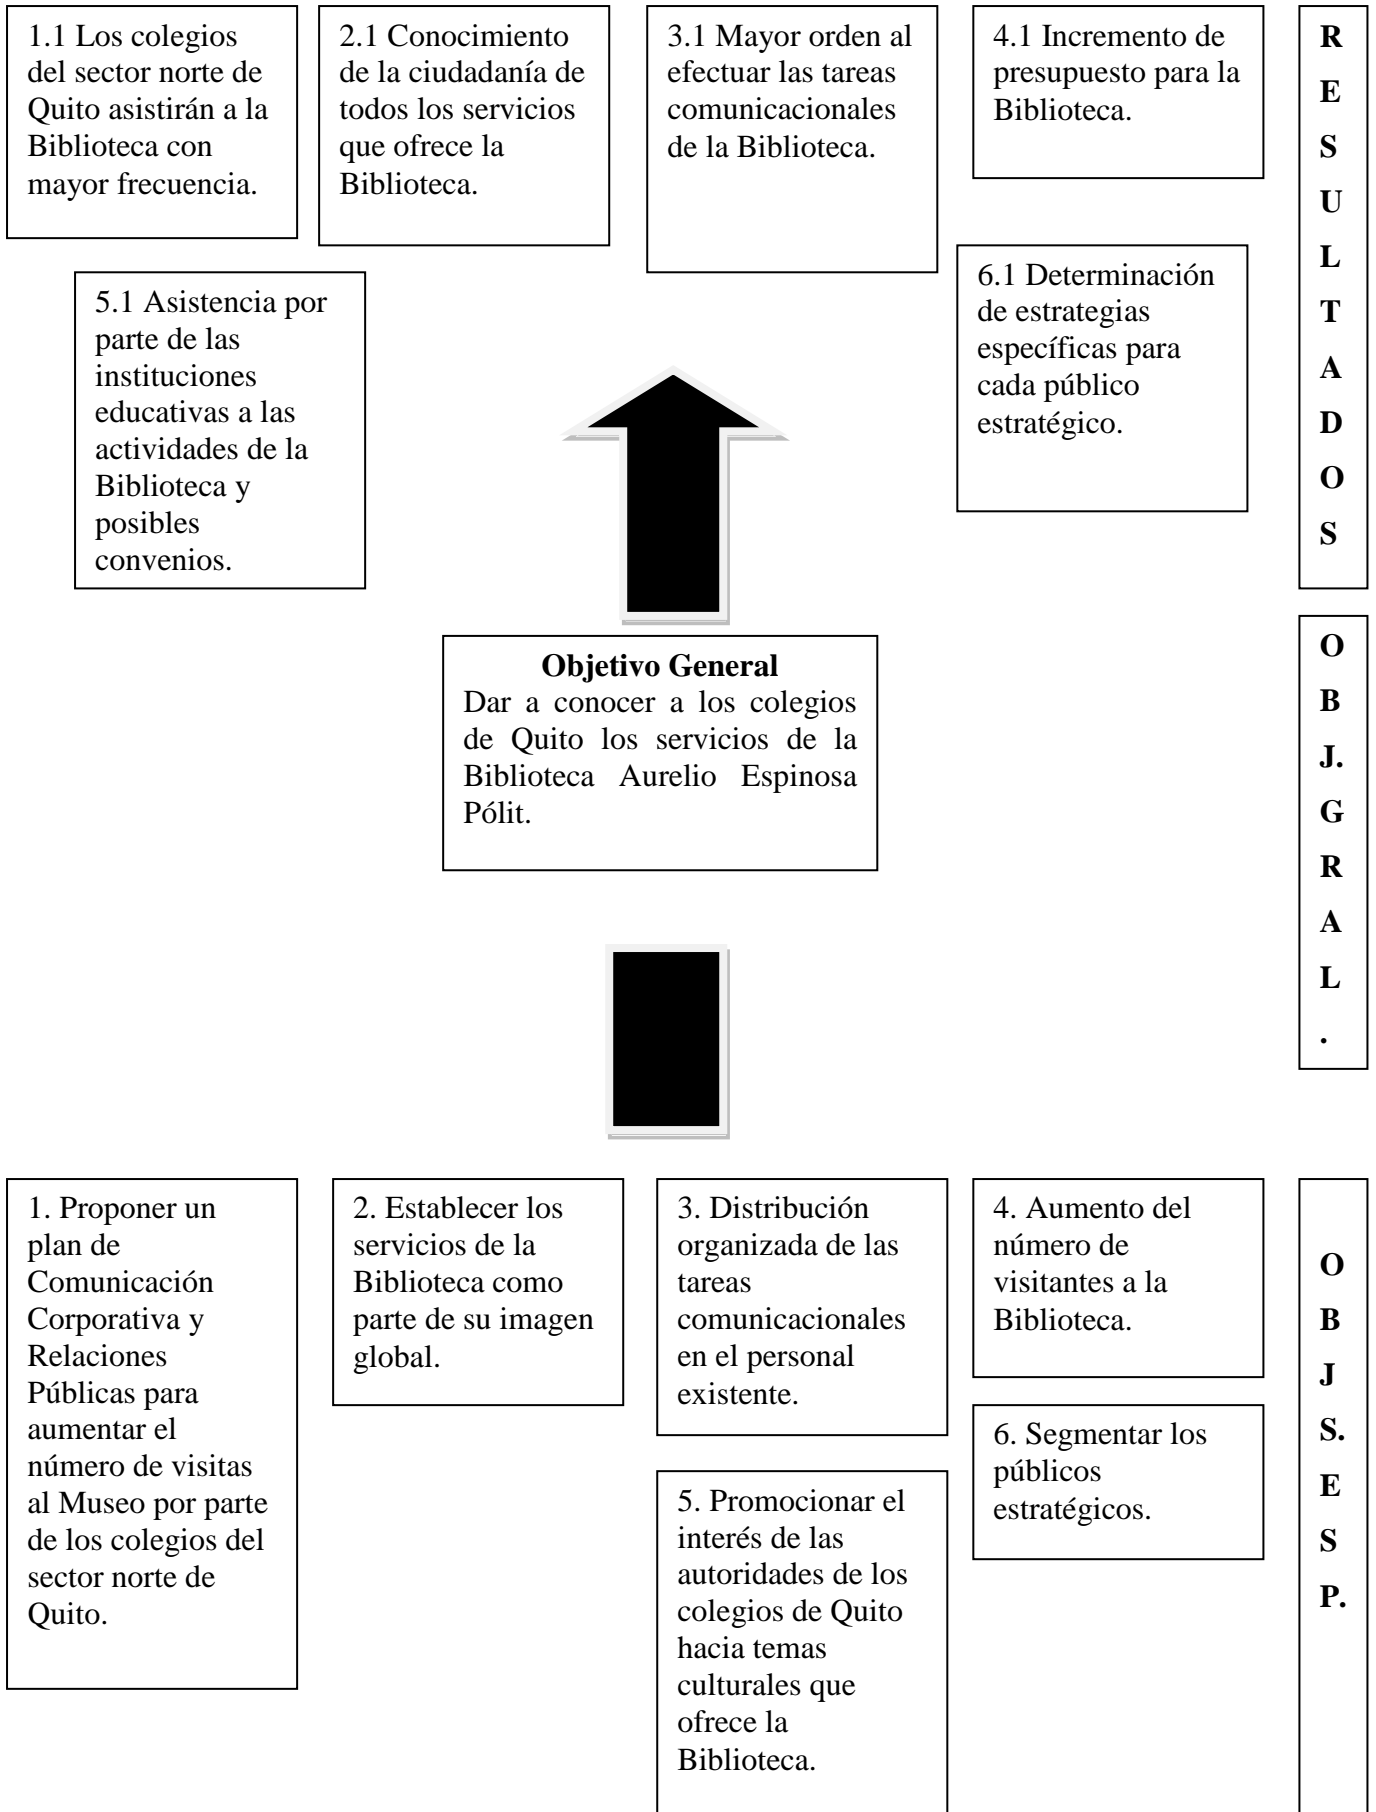 1.1 Los colegios
del sector norte de
Quito asistirán a la
Biblioteca con
mayor frecuencia.
2.1 Conocimiento
de la ciudadanía de
todos los servicios
que ofrece la
Biblioteca.
3.1 Mayor orden al
efectuar las tareas
comunicacionales
de la Biblioteca.
4.1 Incremento de
presupuesto para la
Biblioteca.
R
E
S
U
L
T
A
D
O
S
5.1 Asistencia por
parte de las
instituciones
educativas a las
actividades de la
Biblioteca y
posibles
convenios.
6.1 Determinación
de estrategias
específicas para
cada público
estratégico.
Objetivo General
Dar a conocer a los colegios
de Quito los servicios de la
Biblioteca Aurelio Espinosa
Pólit.
O
B
J.
G
R
A
L
.
1. Proponer un
plan de
Comunicación
Corporativa y
Relaciones
Públicas para
aumentar el
número de visitas
al Museo por parte
de los colegios del
sector norte de
Quito.
2. Establecer los
servicios de la
Biblioteca como
parte de su imagen
global.
3. Distribución
organizada de las
tareas
comunicacionales
en el personal
existente.
4. Aumento del
número de
visitantes a la
Biblioteca.
5. Promocionar el
interés de las
autoridades de los
colegios de Quito
hacia temas
culturales que
ofrece la
Biblioteca.
6. Segmentar los
públicos
estratégicos.
O
B
J
S.
E
S
P.